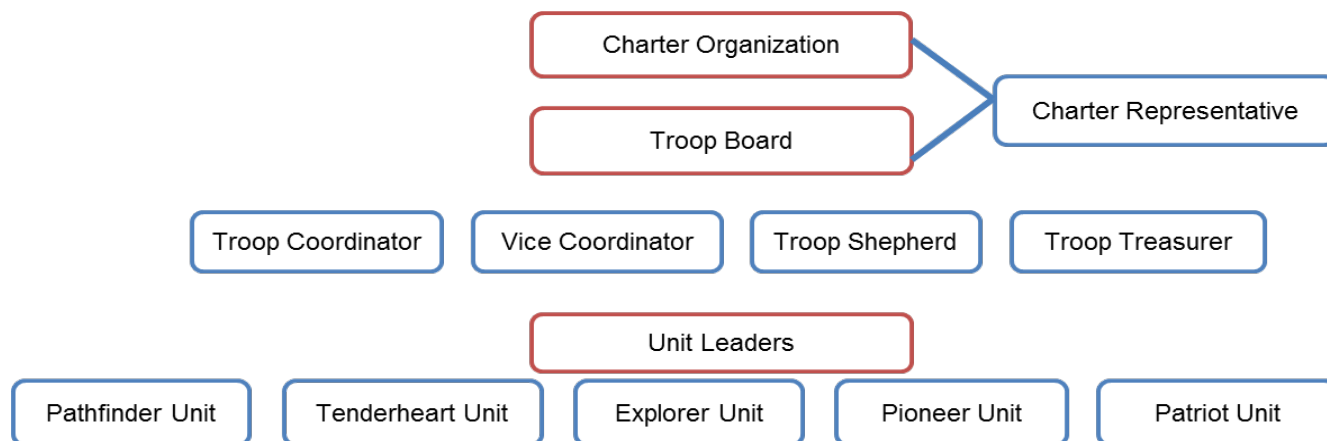 Charter Organization
Charter Representative
Troop Board
Troop Coordinator
Vice Coordinator
Troop Shepherd
Troop Treasurer
Unit Leaders
Pathfinder Unit
Tenderheart Unit
Explorer Unit
Pioneer Unit
Patriot Unit